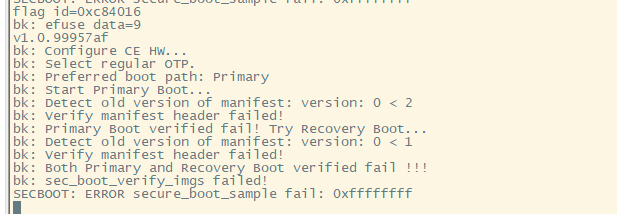 SECBOOT: ERROR secure_boot_sample fail: 0xffffffff
flag id=0xc84016
bk: efuse data=9
v1.0.99957af
bk: Configure CE HW...
bk: Select regular OTP.
bk: Preferred boot path: Primary
bk: Start Primary Boot...
bk: Detect old version of manifest: version: 0 < 2
bk: Verify manifest header failed!
bk: Primary Boot verified fail! Try Recovery Boot...
bk: Detect old version of manifest: version: 0 < 1
bk: Verify manifest header failed!
bk: Both Primary and Recovery Boot verified fail !!!
bk: sec_boot_verify_imgs failed!
SECBOOT: ERROR secure_boot_sample fail: 0xffffffff